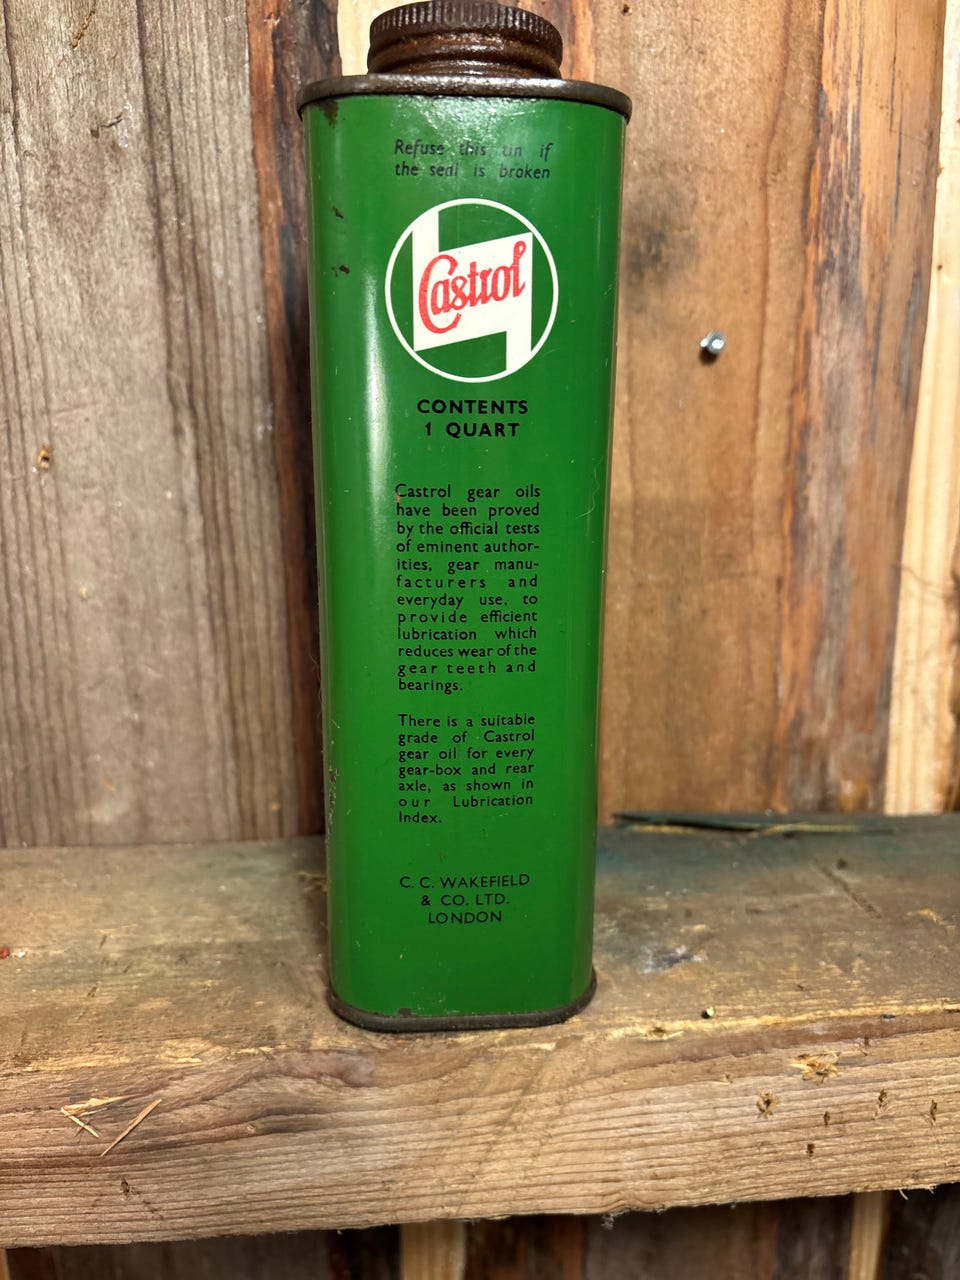 Refuse this tin if
the seal is broken
Castrol
CONTENTS
1 QUART
Castrol gear oils
have been proved
by the official tests
of eminent author-
ities, gear manu-
facturers and
everyday use, to
provide efficient
lubrication which
reduces wear of the
gear teeth and
bearings.
There is a suitable
grade of Castrol
gear oil for every
gear-box and rear
axle, as shown in
our Lubrication
Index.
C. C. WAKEFIELD
& CO. LTD.
LONDON